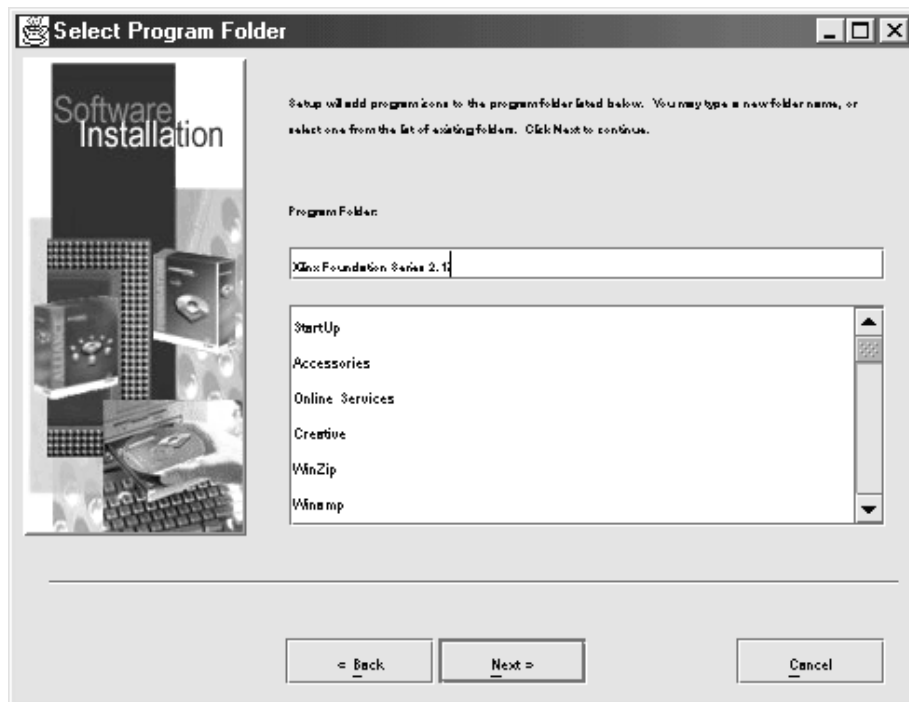 Select Program Folder
Software
Installation
Setup will add program icons to the program folder listed below. You may type a new folder name, or
select one from the list of existing folders. Click Next to continue.
Program Folder:
Xilinx Foundation Series 2.1i
StartUp
Accessories
Online Services
Creative
WinZip
Winamp
< Back
Next >
Cancel